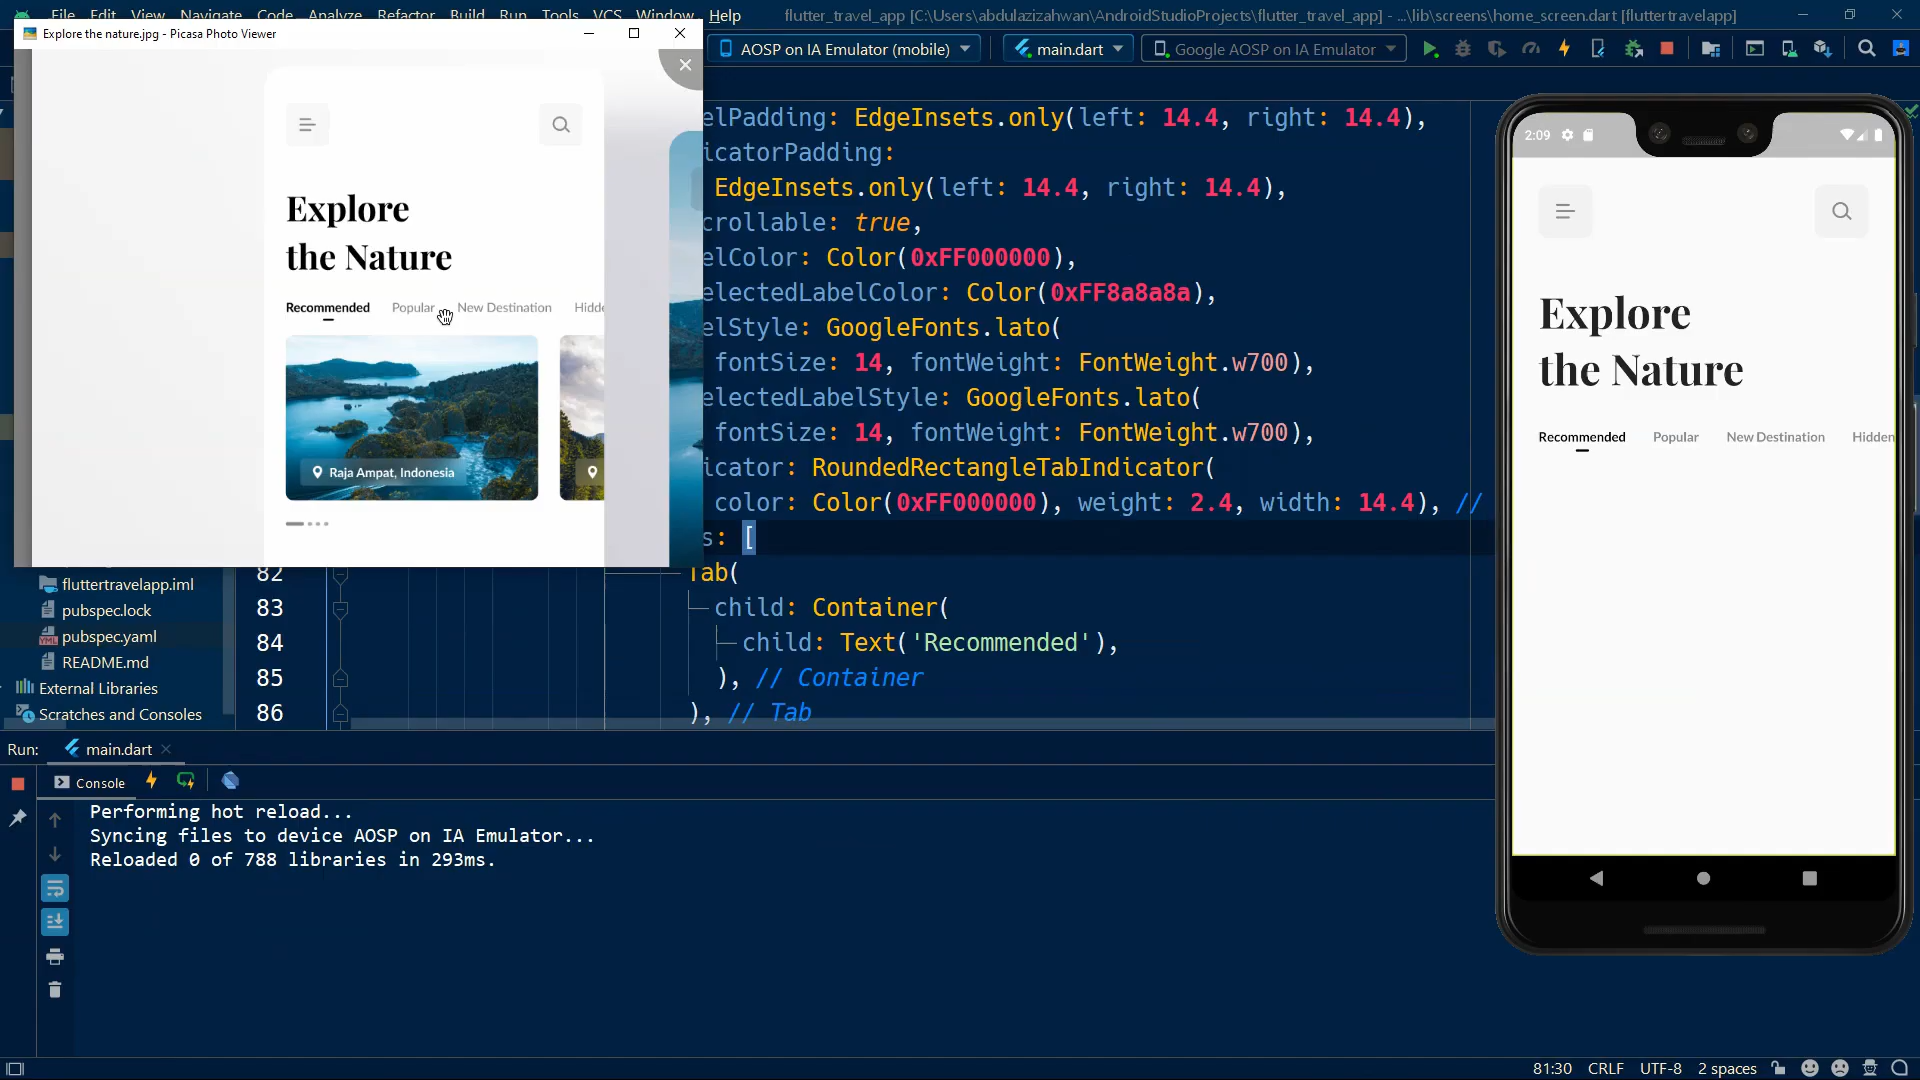 File Edit View Navigate Code Analyze Refactor Build Run Tools VCS Window Help
flutter_travel_app [C:\Users\abdulazizahwan\AndroidStudioProjects\flutter_travel_app] - ...\lib\screens\home_screen.dart [fluttertravelapp]
Explore the nature.jpg - Picasa Photo Viewer
AOSP on IA Emulator (mobile)
main.dart
Google AOSP on IA Emulator
Explore
the Nature
Recommended Popular New Destination Hidde
Raja Ampat, Indonesia
elPadding: EdgeInsets.only(left: 14.4, right: 14.4),
icatorPadding:
EdgeInsets.only(left: 14.4, right: 14.4),
crollable: true,
elColor: Color(0xFF000000),
electedLabelColor: Color(0xFF8a8a8a),
elStyle: GoogleFonts.lato(
fontSize: 14, fontWeight: FontWeight.w700),
electedLabelStyle: GoogleFonts.lato(
fontSize: 14, fontWeight: FontWeight.w700),
icator: RoundedRectangleTabIndicator(
color: Color(0xFF000000), weight: 2.4, width: 14.4), //
s: [
82 Tab(
83 child: Container(
84 child: Text('Recommended'),
85 ), // Container
86 ), // Tab
fluttertravelapp.iml
pubspec.lock
pubspec.yaml
README.md
External Libraries
Scratches and Consoles
2:09
Explore
the Nature
Recommended Popular New Destination Hidden
Run: main.dart
Console
Performing hot reload...
Syncing files to device AOSP on IA Emulator...
Reloaded 0 of 788 libraries in 293ms.
81:30 CRLF UTF-8 2 spaces